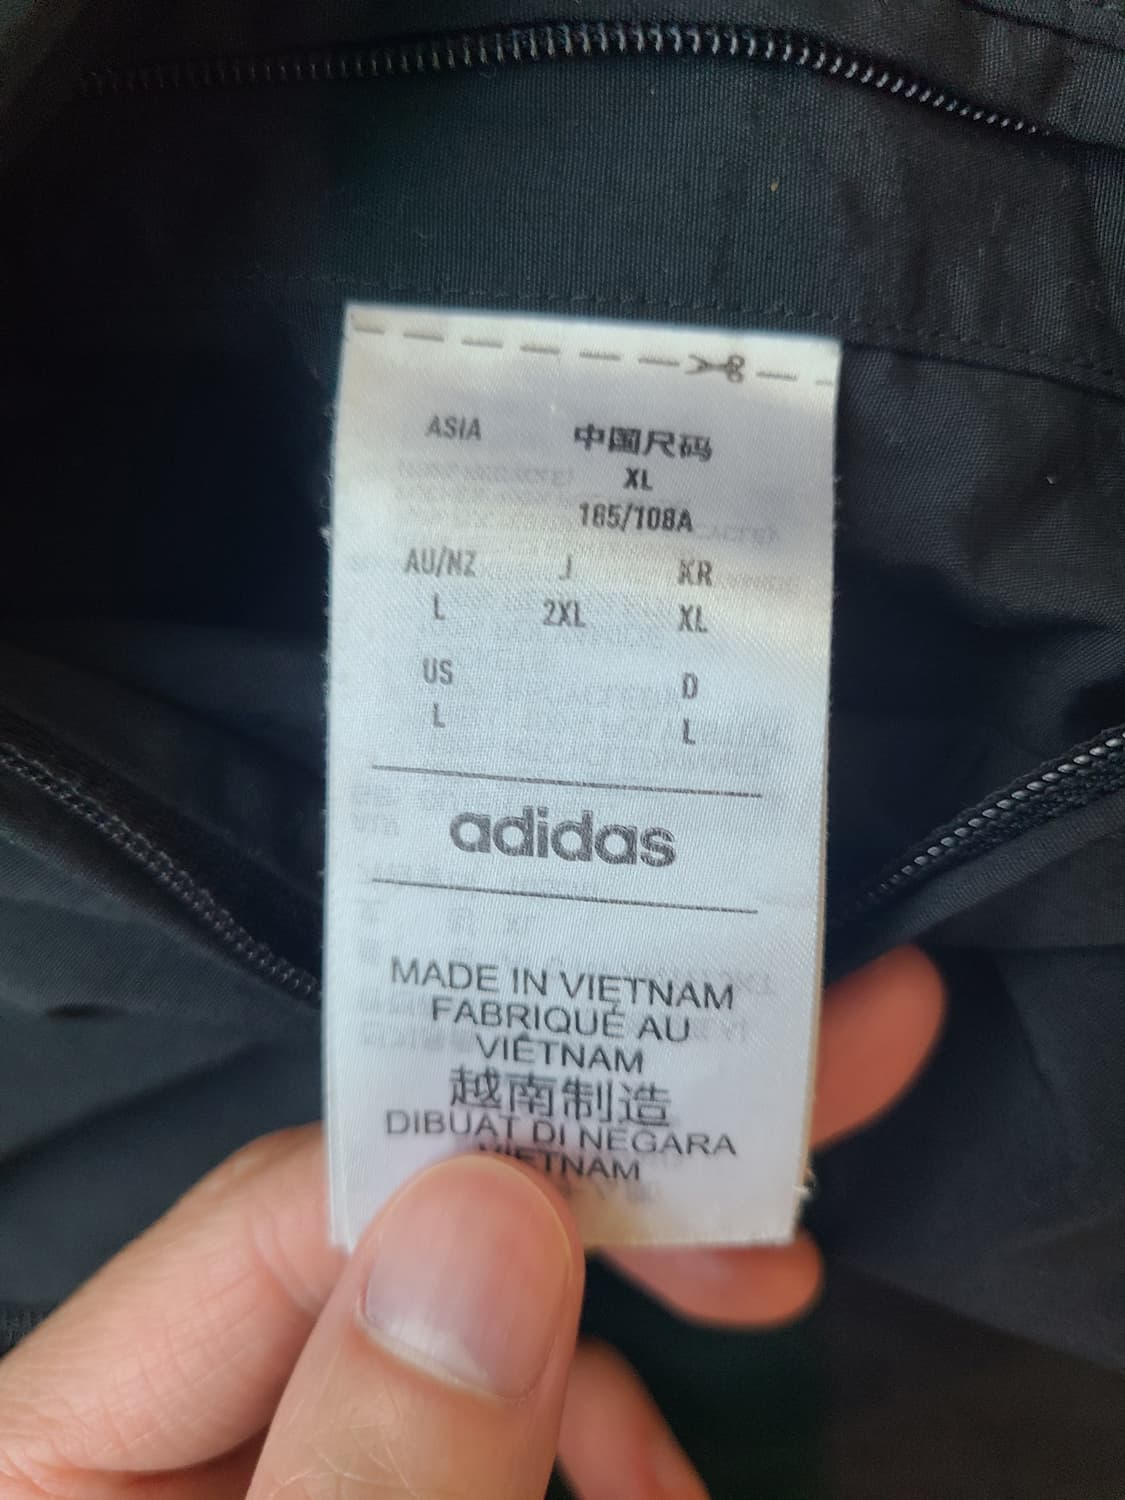 ASIA 中国尺码
XL
185/108A
AU/NZ J KR
L 2XL XL
US D
L L
adidas
MADE IN VIETNAM
FABRIQUÉ AU
VIÊTNAM
越南制造
DIBUAT DI NEGARA
VIETNAM